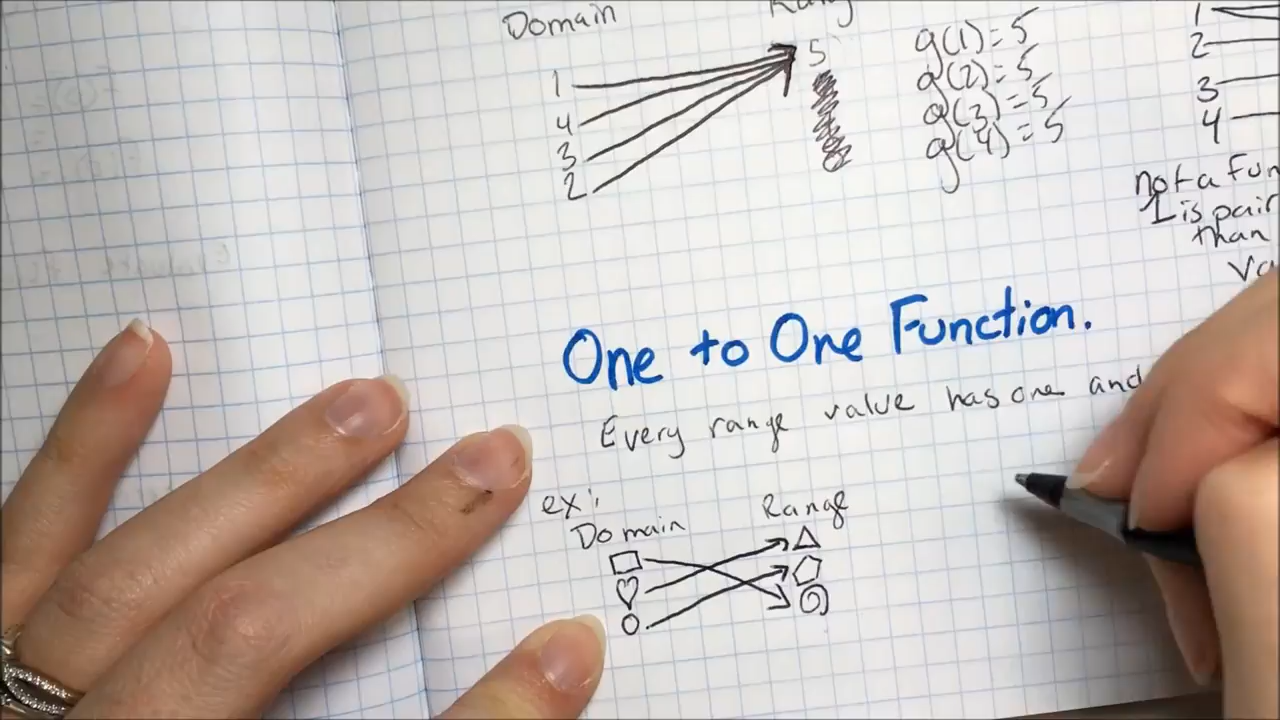 Domain
1
4
3
2
5
g(1)=5
g(2)=5
g(3)=5
g(4)=5
1
2
3
4
not a fun
1 is pair
than
va
One to One Function.
Every range value has one and
ex:
Domain
Range